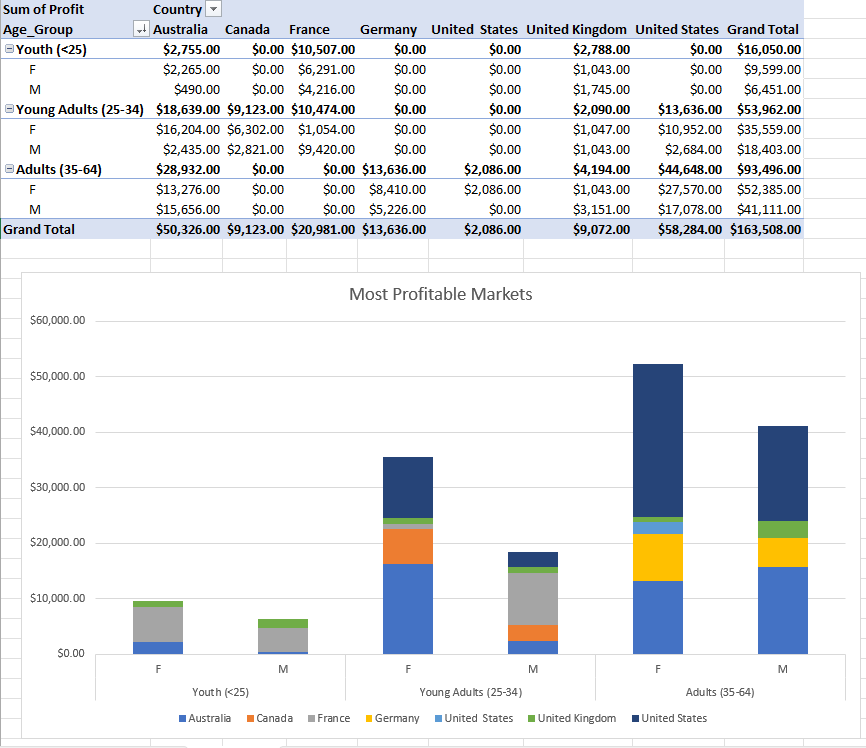 Sum of Profit Country
Age_Group Australia Canada France Germany United  States United Kingdom United States Grand Total
Youth (<25) $2,755.00 $0.00 $10,507.00 $0.00 $0.00 $2,788.00 $0.00 $16,050.00
F $2,265.00 $0.00 $6,291.00 $0.00 $0.00 $1,043.00 $0.00 $9,599.00
M $490.00 $0.00 $4,216.00 $0.00 $0.00 $1,745.00 $0.00 $6,451.00
Young Adults (25-34) $18,639.00 $9,123.00 $10,474.00 $0.00 $0.00 $2,090.00 $13,636.00 $53,962.00
F $16,204.00 $6,302.00 $1,054.00 $0.00 $0.00 $1,047.00 $10,952.00 $35,559.00
M $2,435.00 $2,821.00 $9,420.00 $0.00 $0.00 $1,043.00 $2,684.00 $18,403.00
Adults (35-64) $28,932.00 $0.00 $0.00 $13,636.00 $2,086.00 $4,194.00 $44,648.00 $93,496.00
F $13,276.00 $0.00 $0.00 $8,410.00 $2,086.00 $1,043.00 $27,570.00 $52,385.00
M $15,656.00 $0.00 $0.00 $5,226.00 $0.00 $3,151.00 $17,078.00 $41,111.00
Grand Total $50,326.00 $9,123.00 $20,981.00 $13,636.00 $2,086.00 $9,072.00 $58,284.00 $163,508.00
Most Profitable Markets
$60,000.00
$50,000.00
$40,000.00
$30,000.00
$20,000.00
$10,000.00
$0.00
F M F M F M
Youth (<25) Young Adults (25-34) Adults (35-64)
Australia Canada France Germany United  States United Kingdom United States